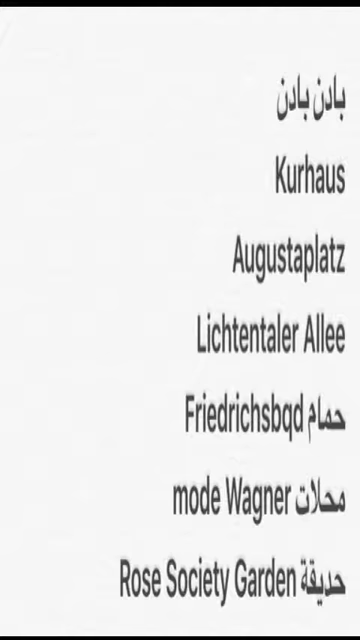 بادن بادن
Kurhaus
Augustaplatz
Lichtentaler Allee
حمام Friedrichsbqd
محلات mode Wagner
حديقة Rose Society Garden